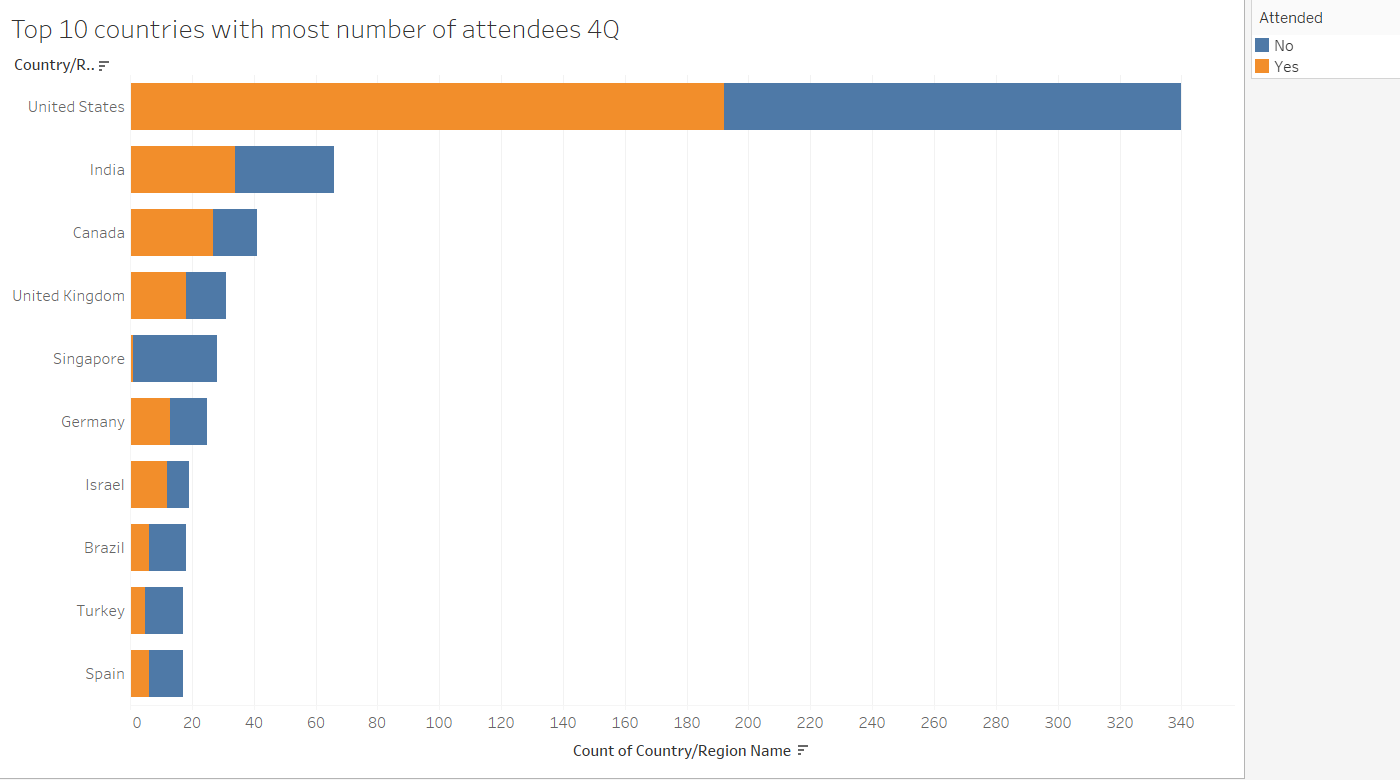 Top 10 countries with most number of attendees 4Q
Attended
No
Yes
Country/R..
United States
India
Canada
United Kingdom
Singapore
Germany
Israel
Brazil
Turkey
Spain
0 20 40 60 80 100 120 140 160 180 200 220 240 260 280 300 320 340
Count of Country/Region Name